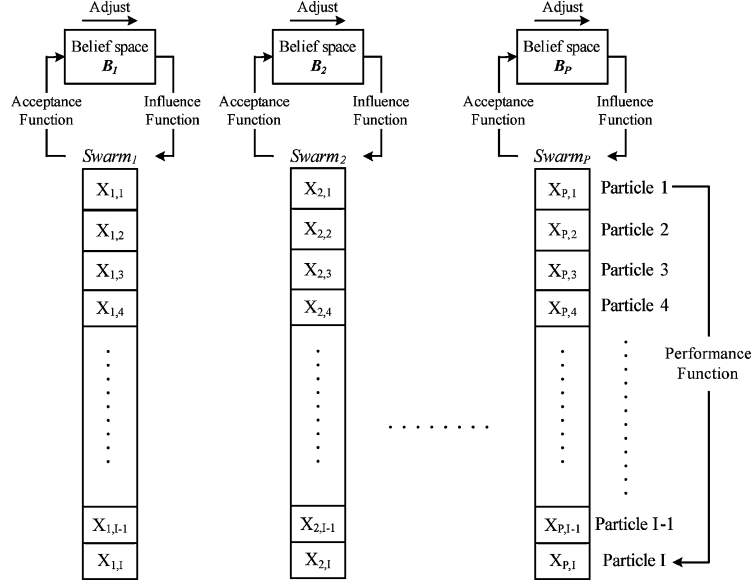 Adjust
Adjust
Adjust
Belief space
B1
Belief space
B2
Belief space
BP
Acceptance
Function
Influence
Function
Acceptance
Function
Influence
Function
Acceptance
Function
Influence
Function
Swarm1
Swarm2
SwarmP
X1,1
X2,1
XP,1
Particle 1
X1,2
X2,2
XP,2
Particle 2
X1,3
X2,3
XP,3
Particle 3
X1,4
X2,4
XP,4
Particle 4
Performance
Function
X1,I-1
X2,I-1
XP,I-1
Particle I-1
X1,I
X2,I
XP,I
Particle I